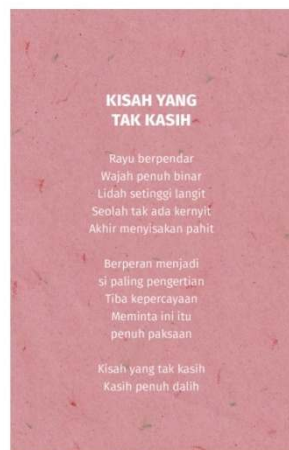 KISAH YANG
TAK KASIH
Rayu berpendar
Wajah penuh binar
Lidah setinggi langit
Seolah tak ada kernyit
Akhir menyisakan pahit
Berperan menjadi
si paling pengertian
Tiba kepercayaan
Meminta ini itu
penuh paksaan
Kisah yang tak kasih
Kasih penuh dalih